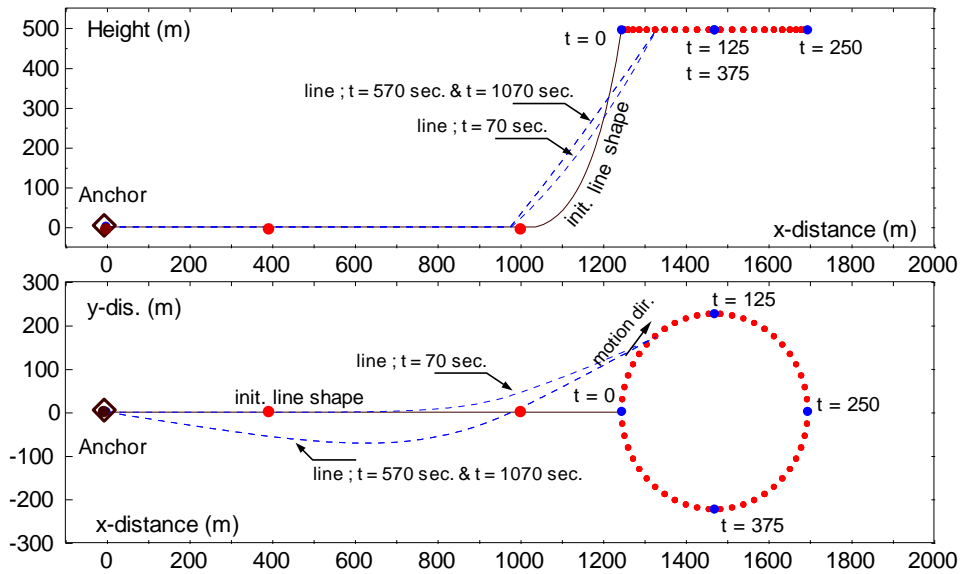 500
Height (m)
t = 0
t = 125
t = 250
t = 375
400
line ; t = 570 sec. & t = 1070 sec.
300
line ; t = 70 sec.
200
init. line shape
100
Anchor
0
x-distance (m)
0 200 400 600 800 1000 1200 1400 1600 1800 2000
300
y-dis. (m)
t = 125
motion dir.
200
line ; t = 70 sec.
100
init. line shape
t = 0
t = 250
0
Anchor
-100
line ; t = 570 sec. & t = 1070 sec.
-200
x-distance (m)
t = 375
-300
0 200 400 600 800 1000 1200 1400 1600 1800 2000